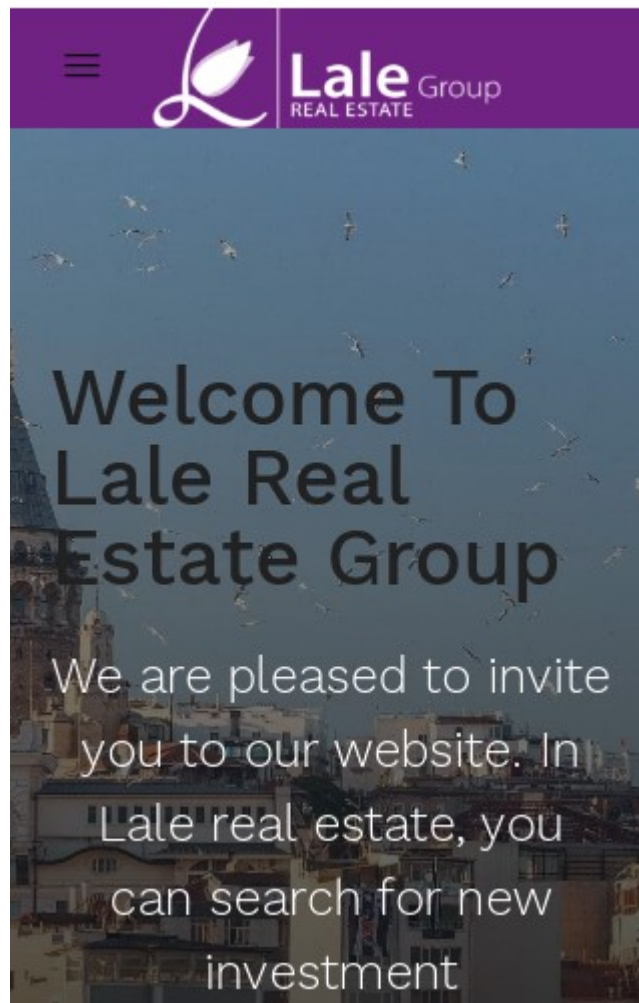 Lale Group
REAL ESTATE
Welcome To
Lale Real
Estate Group
We are pleased to invite
you to our website. In
Lale real estate, you
can search for new
investment